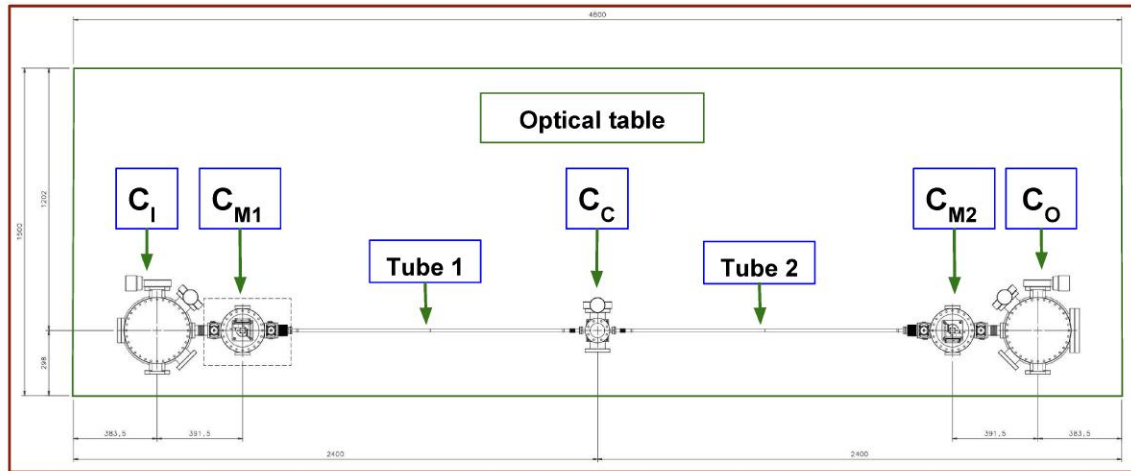 4800
Optical table
C_I
C_M1
C_C
C_M2
C_O
Tube 1
Tube 2
1202
1500
298
383,5
391,5
391,5
383,5
2400
2400